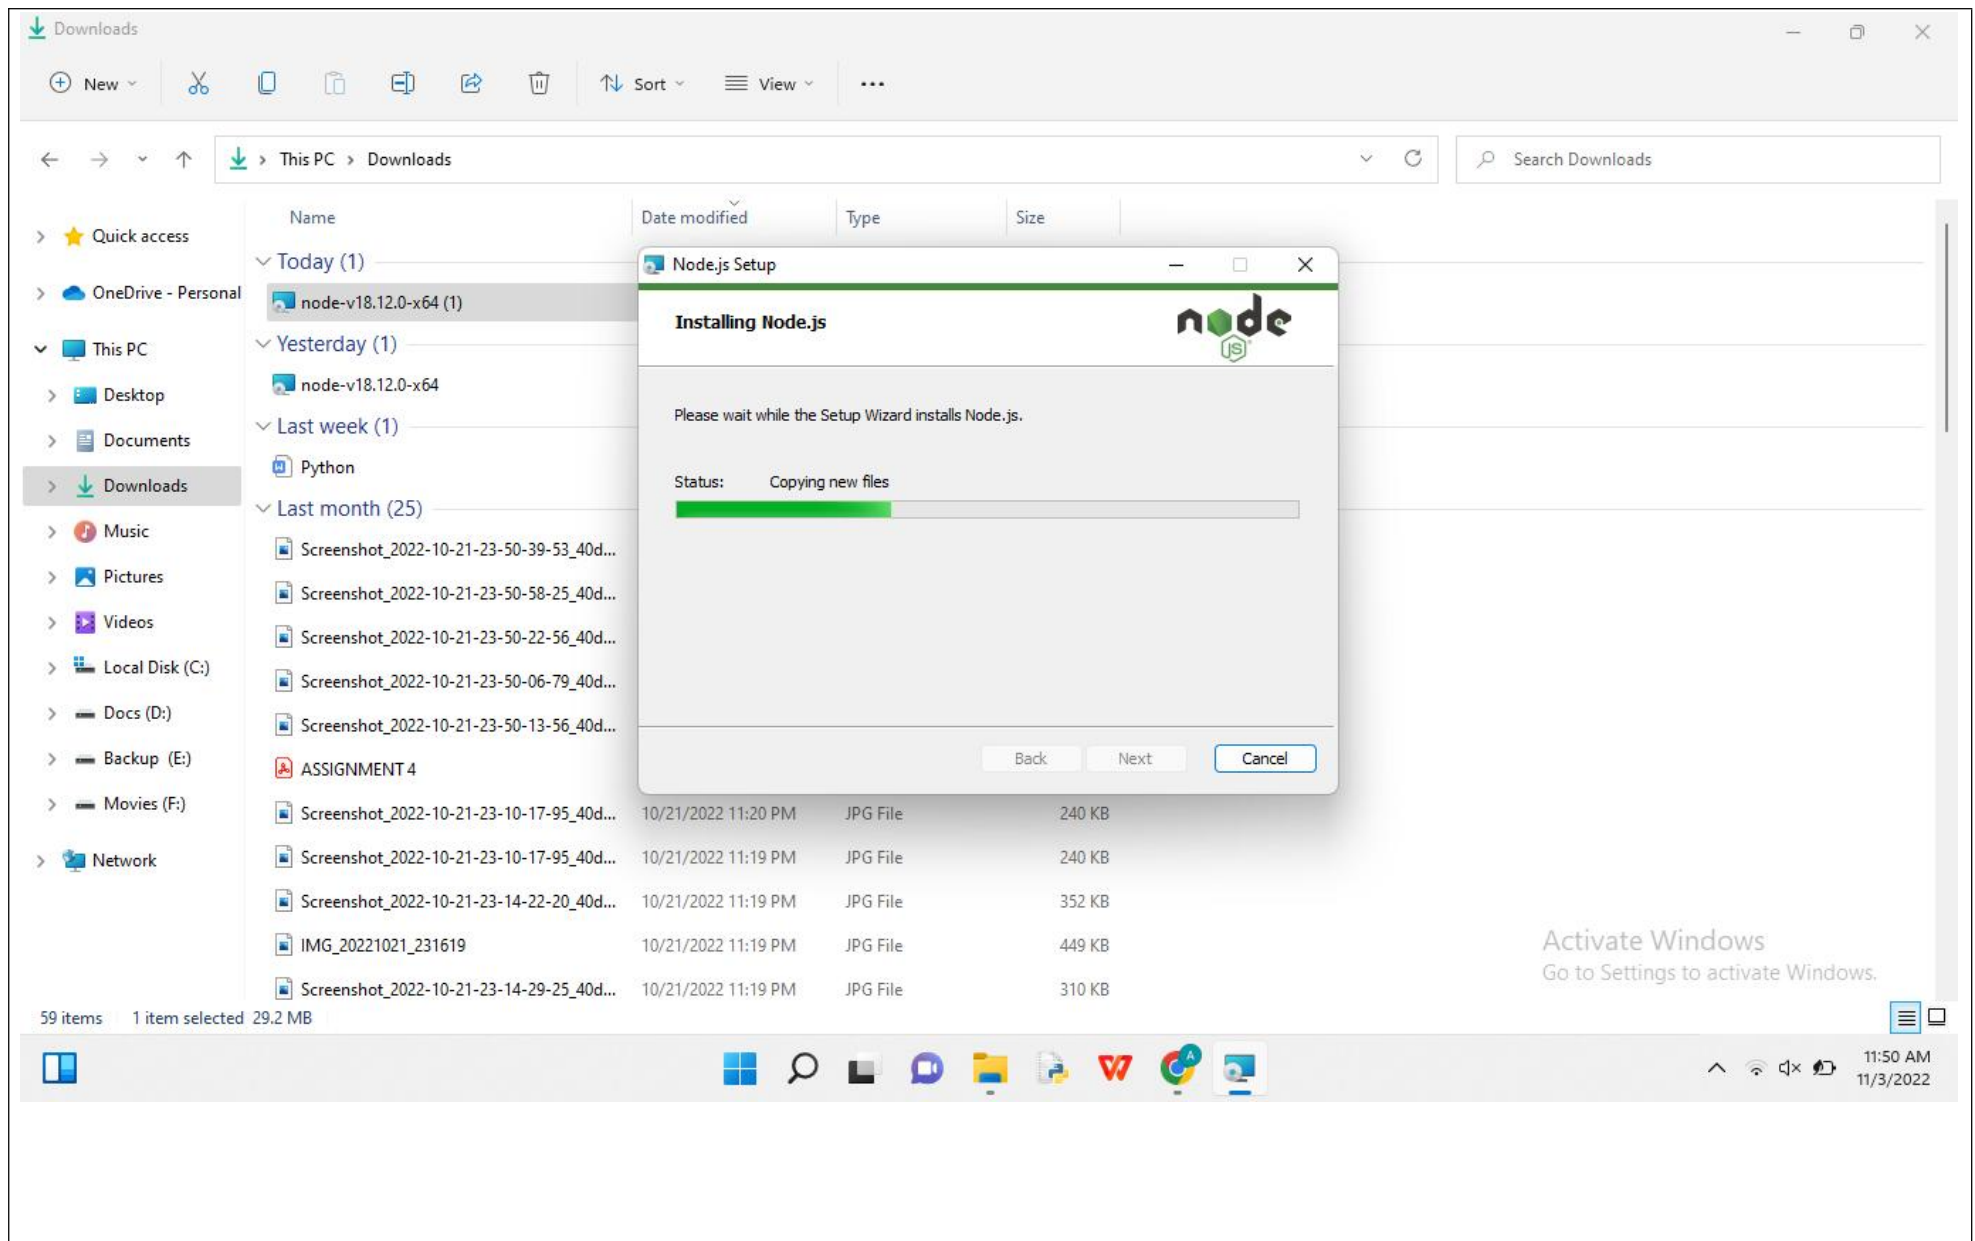 Downloads
New
Sort
View
This PC > Downloads
Search Downloads
Name
Date modified
Type
Size
Quick access
OneDrive - Personal
This PC
Desktop
Documents
Downloads
Music
Pictures
Videos
Local Disk (C:)
Docs (D:)
Backup (E:)
Movies (F:)
Network
Today (1)
node-v18.12.0-x64 (1)
Yesterday (1)
node-v18.12.0-x64
Last week (1)
Python
Last month (25)
Screenshot_2022-10-21-23-50-39-53_40d...
Screenshot_2022-10-21-23-50-58-25_40d...
Screenshot_2022-10-21-23-50-22-56_40d...
Screenshot_2022-10-21-23-50-06-79_40d...
Screenshot_2022-10-21-23-50-13-56_40d...
ASSIGNMENT 4
Screenshot_2022-10-21-23-10-17-95_40d... 10/21/2022 11:20 PM JPG File 240 KB
Screenshot_2022-10-21-23-10-17-95_40d... 10/21/2022 11:19 PM JPG File 240 KB
Screenshot_2022-10-21-23-14-22-20_40d... 10/21/2022 11:19 PM JPG File 352 KB
IMG_20221021_231619 10/21/2022 11:19 PM JPG File 449 KB
Screenshot_2022-10-21-23-14-29-25_40d... 10/21/2022 11:19 PM JPG File 310 KB
Node.js Setup
Installing Node.js
node
JS
Please wait while the Setup Wizard installs Node.js.
Status: Copying new files
Back
Next
Cancel
Activate Windows
Go to Settings to activate Windows.
59 items 1 item selected 29.2 MB
A
11:50 AM
11/3/2022